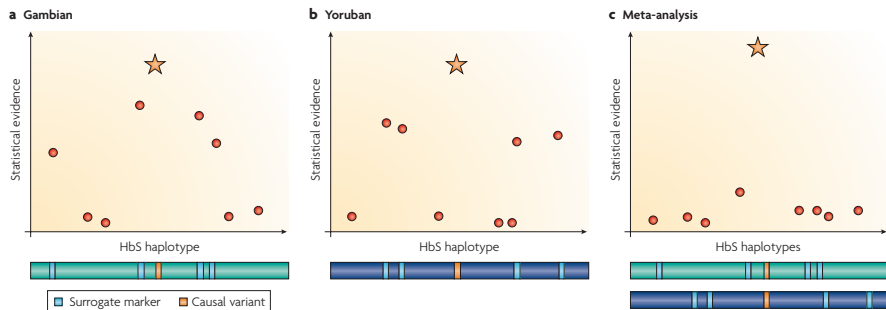 a Gambian
Statistical evidence
HbS haplotype
b Yoruban
Statistical evidence
HbS haplotype
c Meta-analysis
Statistical evidence
HbS haplotypes
Surrogate marker
Causal variant